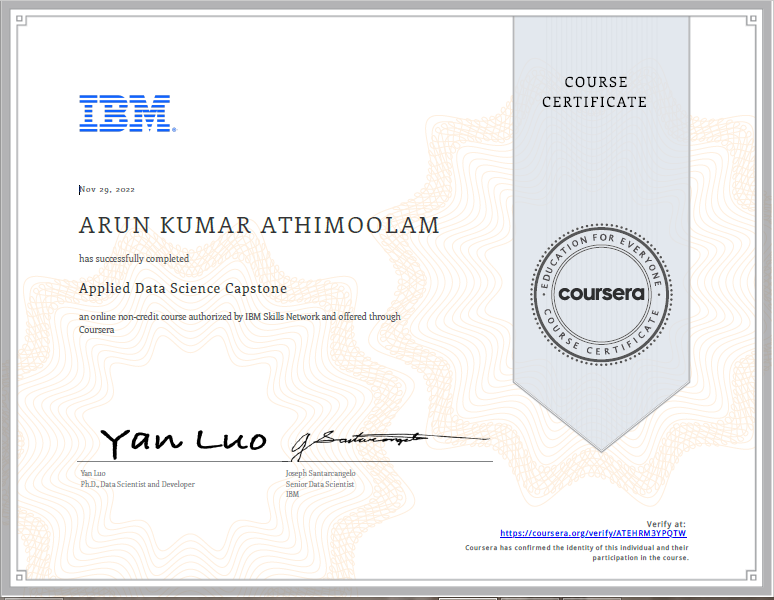 COURSE
CERTIFICATE
IBM®
Nov 29, 2022
ARUN KUMAR ATHIMOOLAM
has successfully completed
Applied Data Science Capstone
an online non-credit course authorized by IBM Skills Network and offered through
Coursera
EDUCATION FOR EVERYONE
coursera
COURSE CERTIFICATE
Yan Luo
J Santarcangelo
Yan Luo
Ph.D., Data Scientist and Developer
Joseph Santarcangelo
Senior Data Scientist
IBM
Verify at:
https://coursera.org/verify/ATEHRM3YPQTW
Coursera has confirmed the identity of this individual and their
participation in the course.